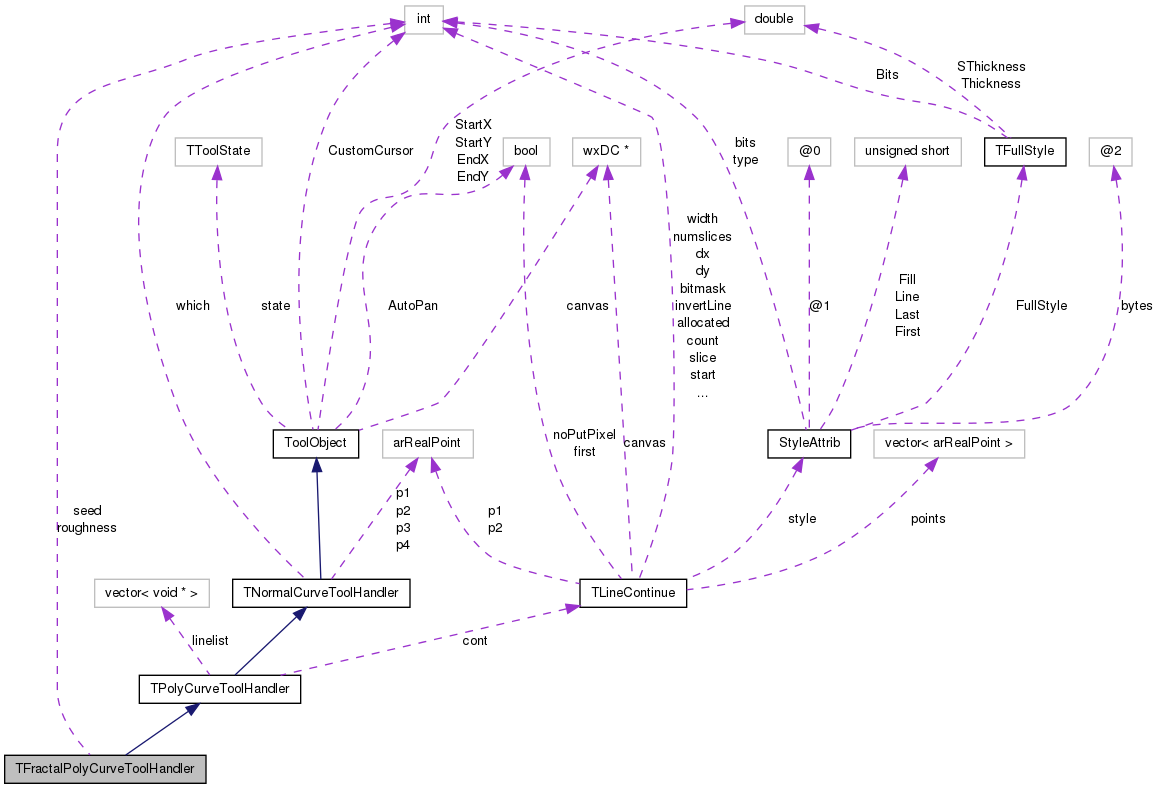 int
double
Bits
SThickness
Thickness
TToolState
CustomCursor
StartX
StartY
EndX
EndY
bool
wxDC *
bits
type
@0
unsigned short
TFullStyle
@2
which
state
AutoPan
canvas
width
numslices
dx
dy
bitmask
invertLine
allocated
count
slice
start
...
@1
Fill
Line
Last
First
FullStyle
bytes
ToolObject
arRealPoint
noPutPixel
first
canvas
StyleAttrib
vector< arRealPoint >
seed
roughness
p1
p2
p3
p4
p1
p2
style
points
vector< void * >
TNormalCurveToolHandler
TLineContinue
linelist
cont
TPolyCurveToolHandler
TFractalPolyCurveToolHandler